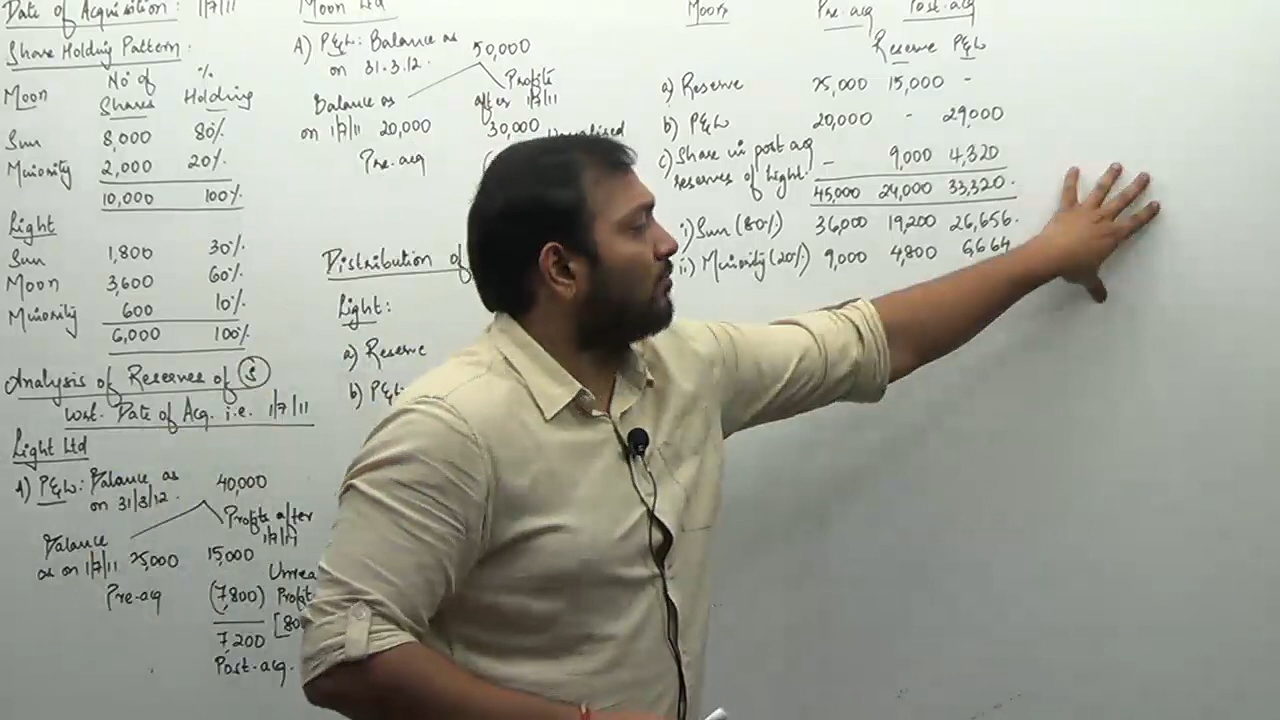 Date of Acquisition: 1/7/11
Share Holding Pattern:
No of %
Moon Shares Holding
Sun 8,000 80%
Minority 2,000 20%
10,000 100%
Light
Sun 1,800 30%
Moon 3,600 60%
Minority 600 10%
6,000 100%
Analysis of Reserves of S
w.r.t. Date of Acq. i.e. 1/7/11
Light Ltd
1) P&L: Balance as 40,000
on 31/3/12.
Balance Profits after
as on 1/7/11 25,000 15,000 1/7/11
Pre-acq (7,800)
7,200
Post-acq.
Moon Ltd
A) P&L: Balance as 50,000
on 31.3.12.
Balance as Profits
on 1/7/11 20,000 after 1/7/11
30,000
Pre-acq
Distribution of
Light:
a) Reserve
b) P&L
Moon Pre-acq Post-acq
Reserve P&L
a) Reserve 25,000 15,000 -
b) P&L 20,000 - 29,000
c) Share in post acq - 9,000 4,320
reserves of Light. 45,000 24,000 33,320.
i) Sun (80%) 36,000 19,200 26,656.
ii) Minority (20%) 9,000 4,800 6,664